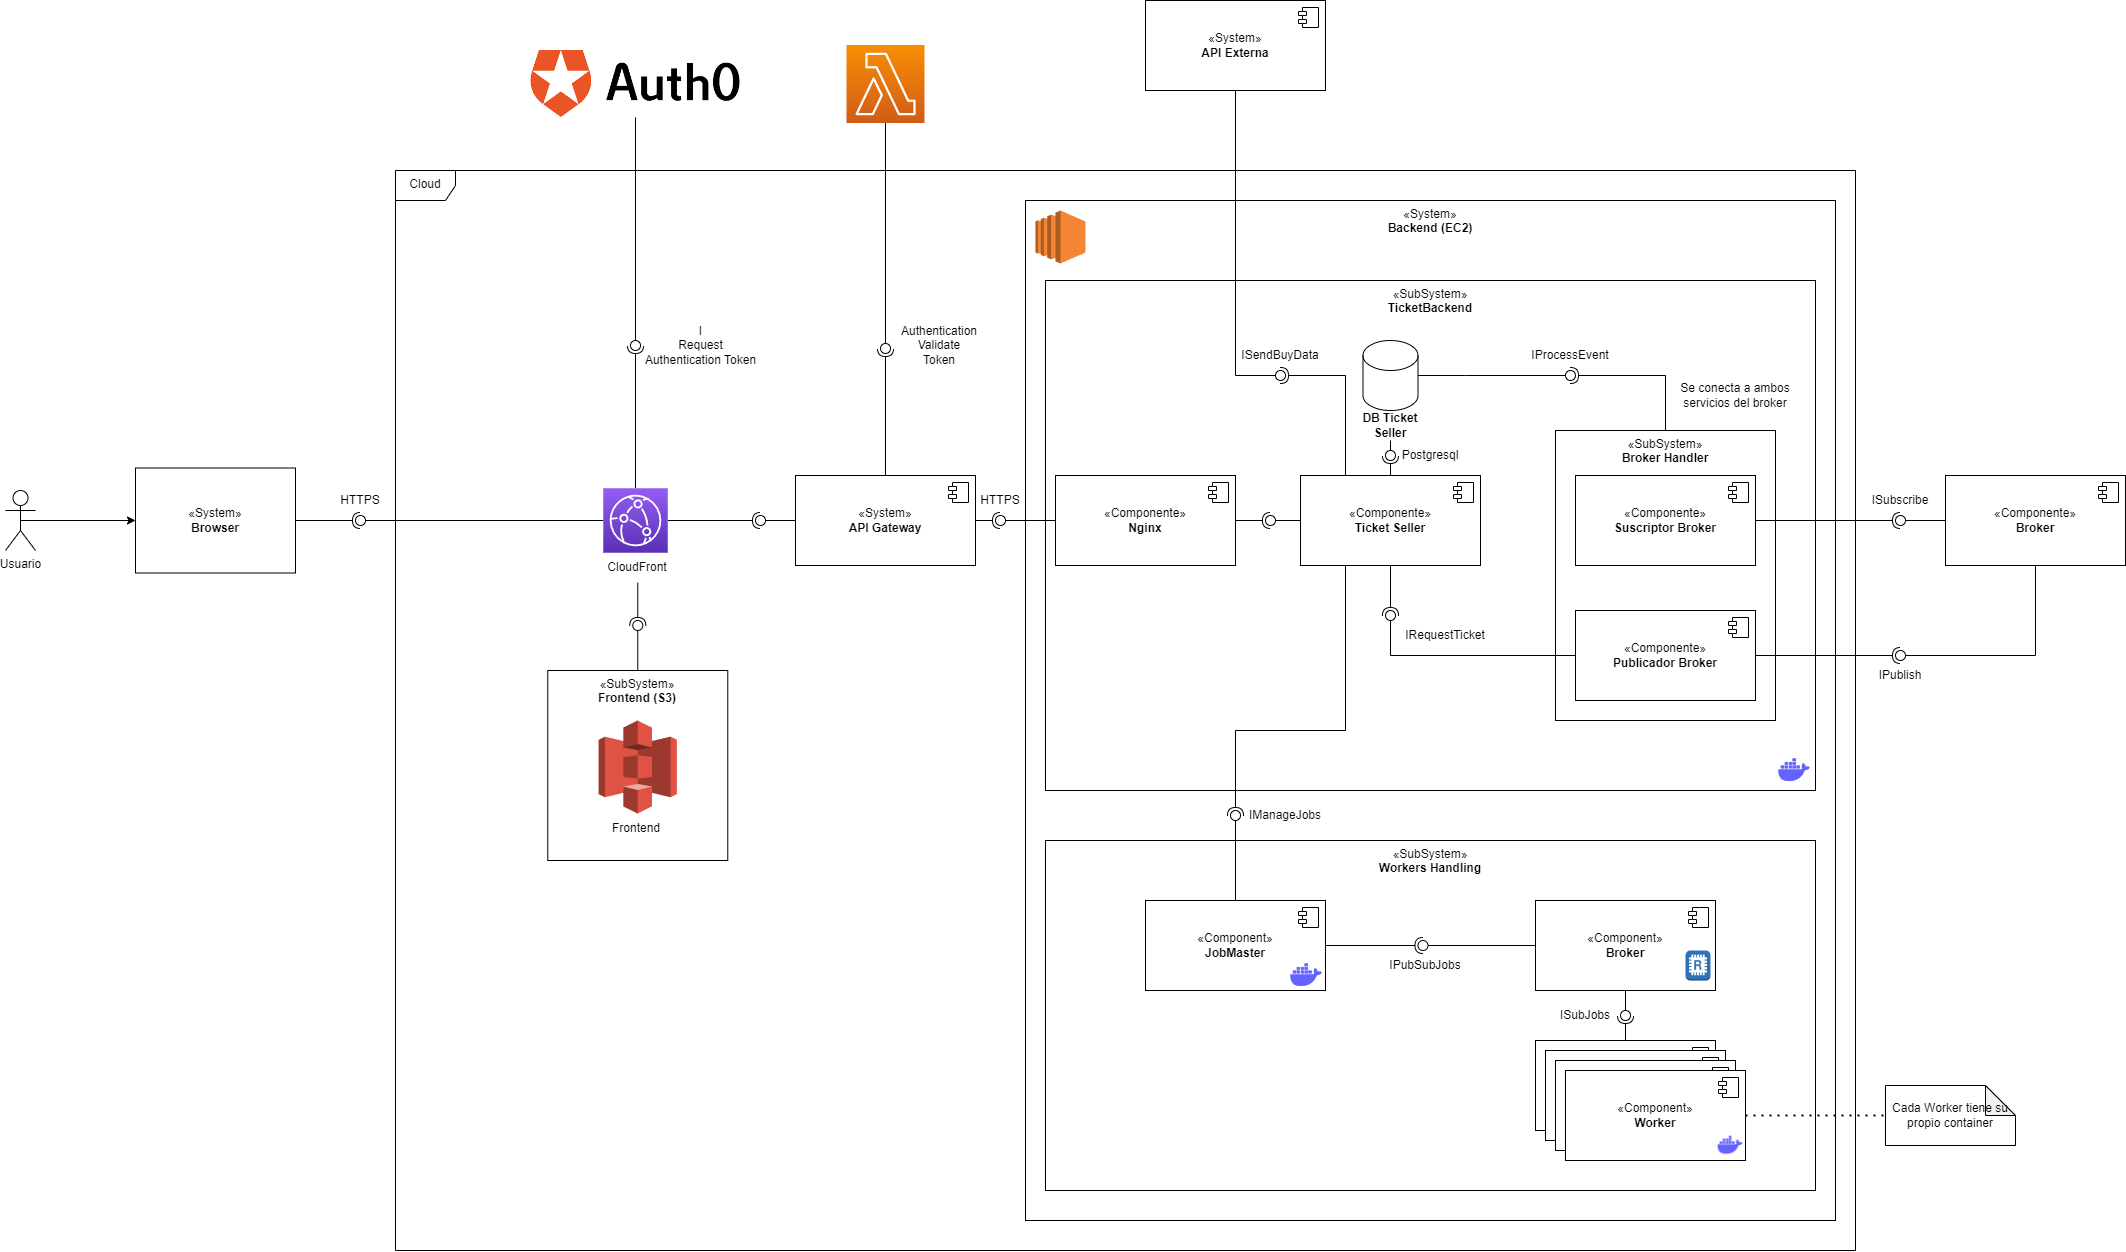 «System»
API Externa
Auth0
Cloud
«System»
Backend (EC2)
«SubSystem»
TicketBackend
I
Request
Authentication Token
Authentication
Validate
Token
ISendBuyData
IProcessEvent
Se conecta a ambos
servicios del broker
DB Ticket
Seller
Postgresql
«SubSystem»
Broker Handler
Usuario
«System»
Browser
HTTPS
CloudFront
«System»
API Gateway
HTTPS
«Componente»
Nginx
«Componente»
Ticket Seller
«Componente»
Suscriptor Broker
ISubscribe
«Componente»
Broker
IRequestTicket
«Componente»
Publicador Broker
IPublish
«SubSystem»
Frontend (S3)
Frontend
IManageJobs
«SubSystem»
Workers Handling
«Component»
JobMaster
IPubSubJobs
«Component»
Broker
R
ISubJobs
«Component»
Worker
Cada Worker tiene su
propio container